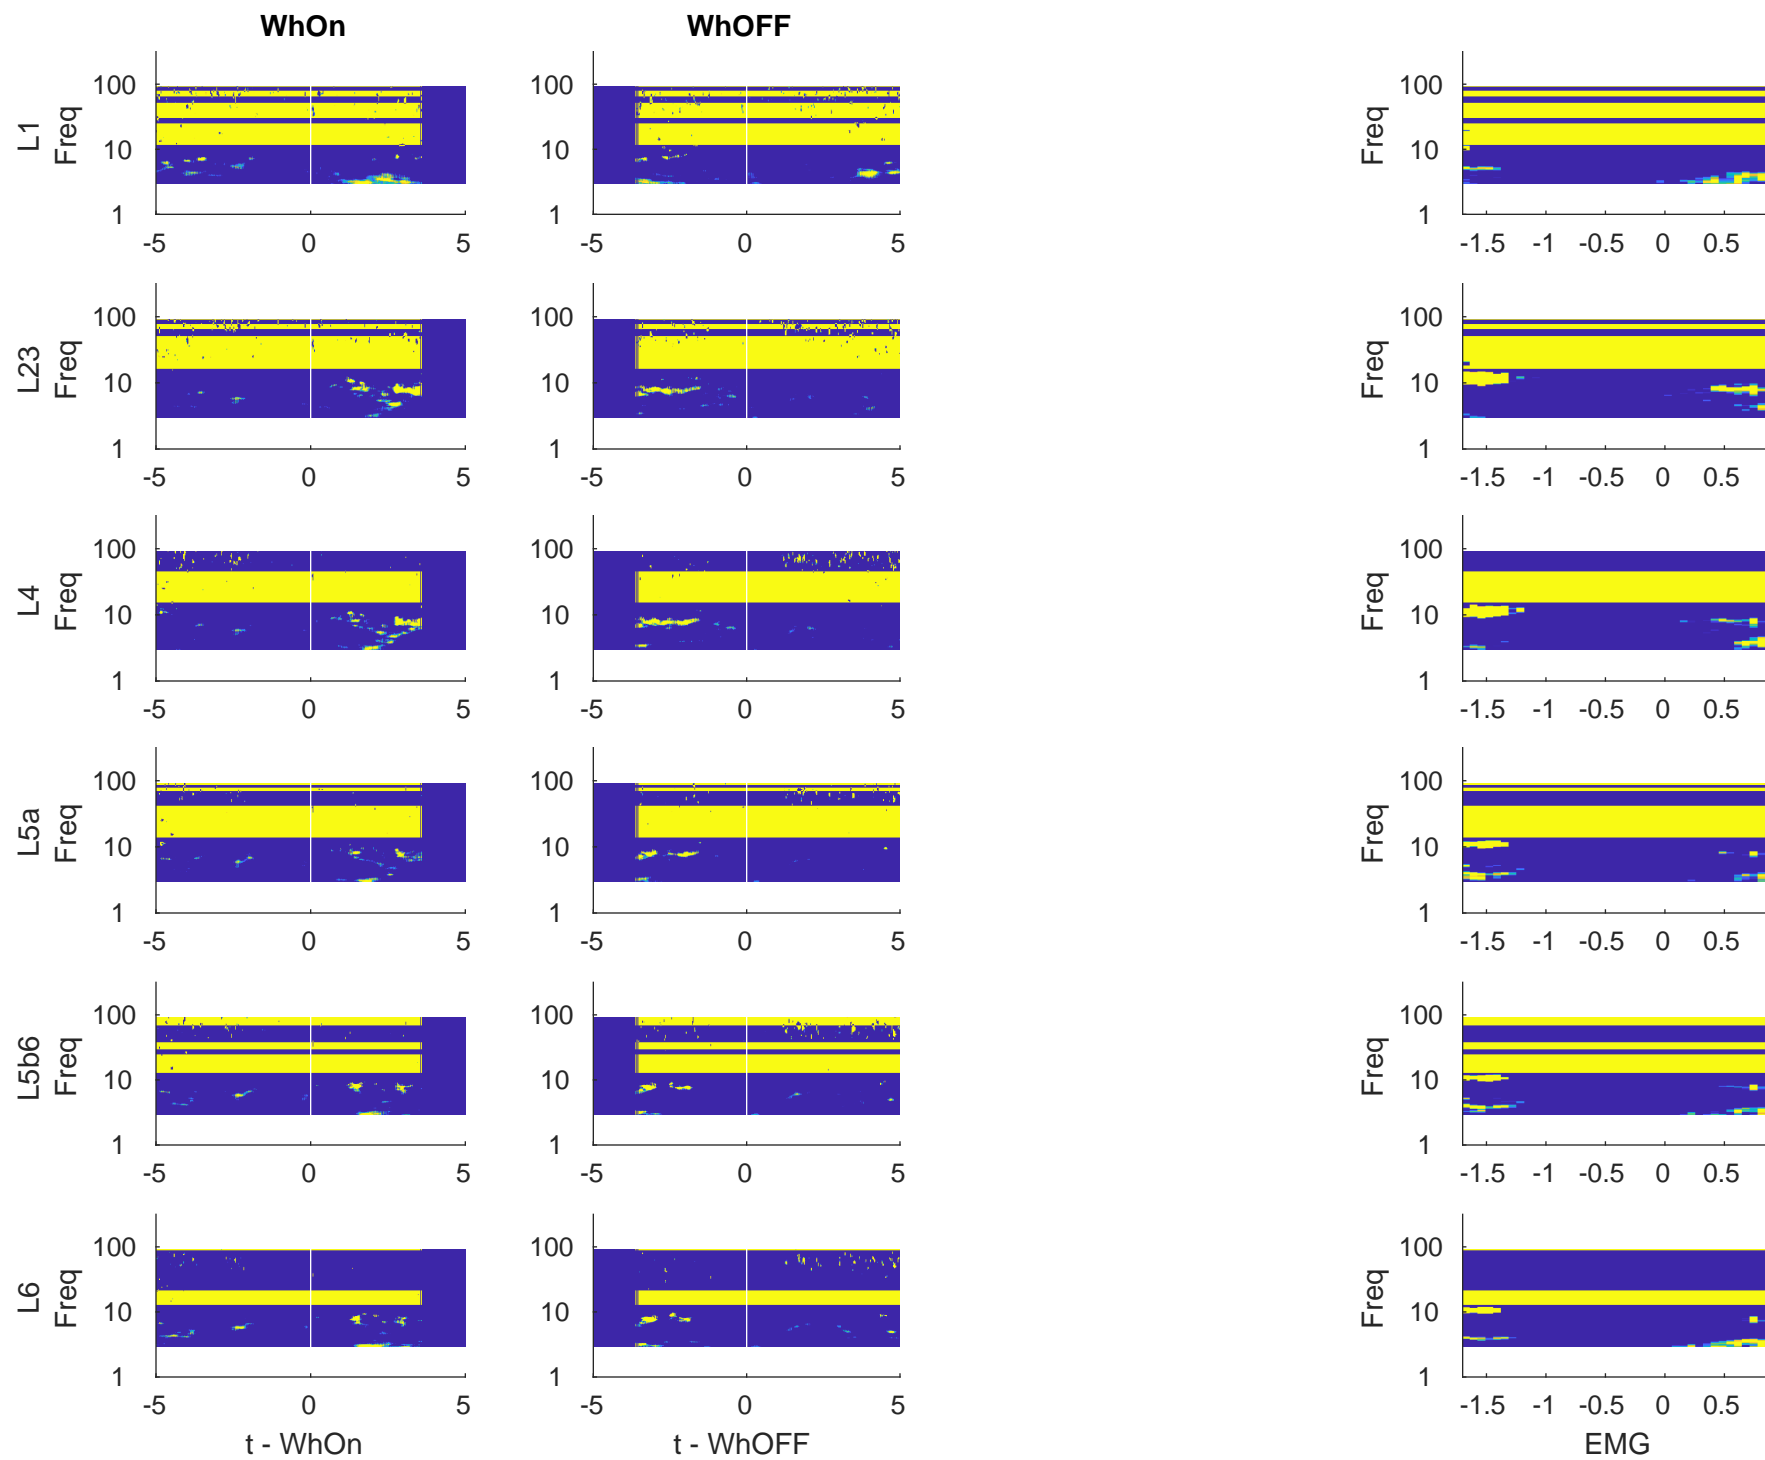 WhOn WhOFF
L1 Freq 100 10 1 -5 0 5
100 10 1 -5 0 5
Freq 100 10 1 -1.5 -1 -0.5 0 0.5
L23 Freq 100 10 1 -5 0 5
100 10 1 -5 0 5
Freq 100 10 1 -1.5 -1 -0.5 0 0.5
L4 Freq 100 10 1 -5 0 5
100 10 1 -5 0 5
Freq 100 10 1 -1.5 -1 -0.5 0 0.5
L5a Freq 100 10 1 -5 0 5
100 10 1 -5 0 5
Freq 100 10 1 -1.5 -1 -0.5 0 0.5
L5b6 Freq 100 10 1 -5 0 5
100 10 1 -5 0 5
Freq 100 10 1 -1.5 -1 -0.5 0 0.5
L6 Freq 100 10 1 -5 0 5
100 10 1 -5 0 5
Freq 100 10 1 -1.5 -1 -0.5 0 0.5
t - WhOn t - WhOFF EMG